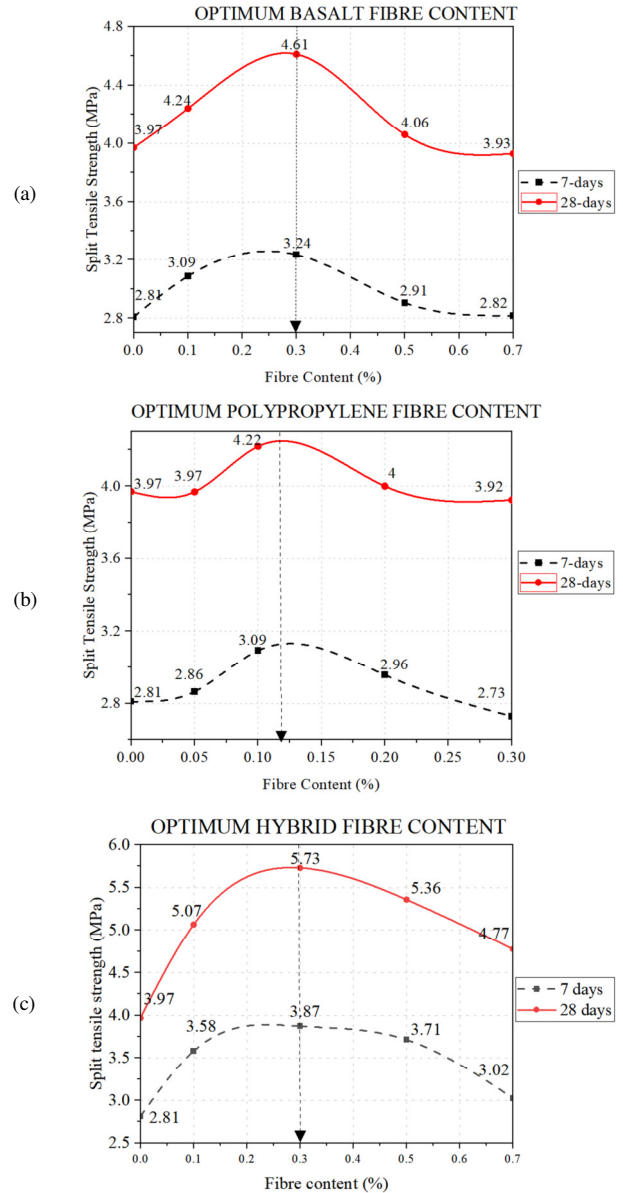 OPTIMUM BASALT FIBRE CONTENT
4.8
4.4
4.0
3.6
3.2
2.8
Split Tensile Strength (MPa)
3.97
4.24
4.61
4.06
3.93
2.81
3.09
3.24
2.91
2.82
(a)
7-days
28-days
0.0 0.1 0.2 0.3 0.4 0.5 0.6 0.7
Fibre Content (%)
OPTIMUM POLYPROPYLENE FIBRE CONTENT
4.0
3.6
3.2
2.8
Split Tensile Strength (MPa)
3.97
3.97
4.22
4
3.92
2.81
2.86
3.09
2.96
2.73
(b)
7-days
28-days
0.00 0.05 0.10 0.15 0.20 0.25 0.30
Fibre Content (%)
OPTIMUM HYBRID FIBRE CONTENT
6.0
5.5
5.0
4.5
4.0
3.5
3.0
2.5
Split tensile strength (MPa)
3.97
5.07
5.73
5.36
4.77
2.81
3.58
3.87
3.71
3.02
(c)
7 days
28 days
0.0 0.1 0.2 0.3 0.4 0.5 0.6 0.7
Fibre content (%)